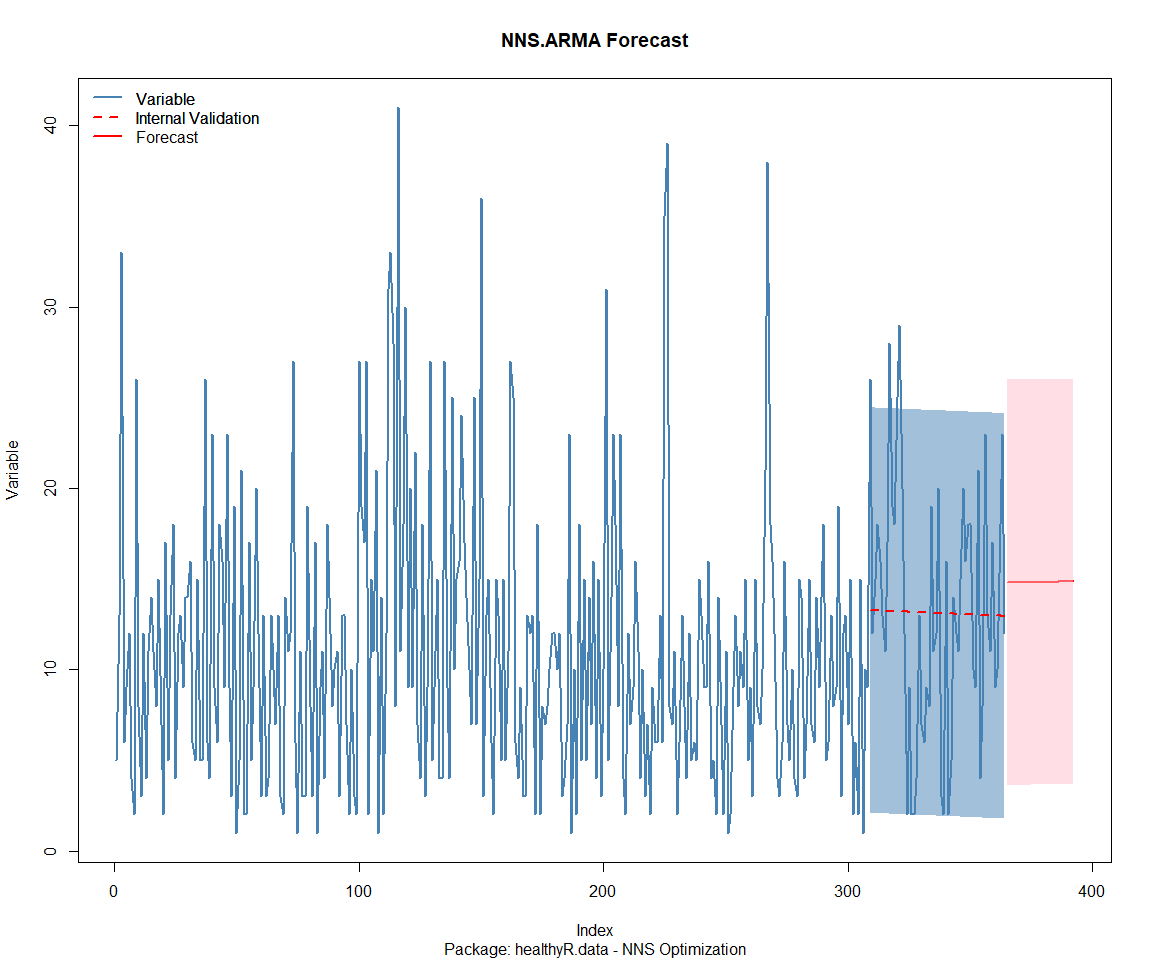 NNS.ARMA Forecast
Variable
Internal Validation
Forecast
Variable
40
30
20
10
0
0
100
200
300
400
Index
Package: healthyR.data - NNS Optimization